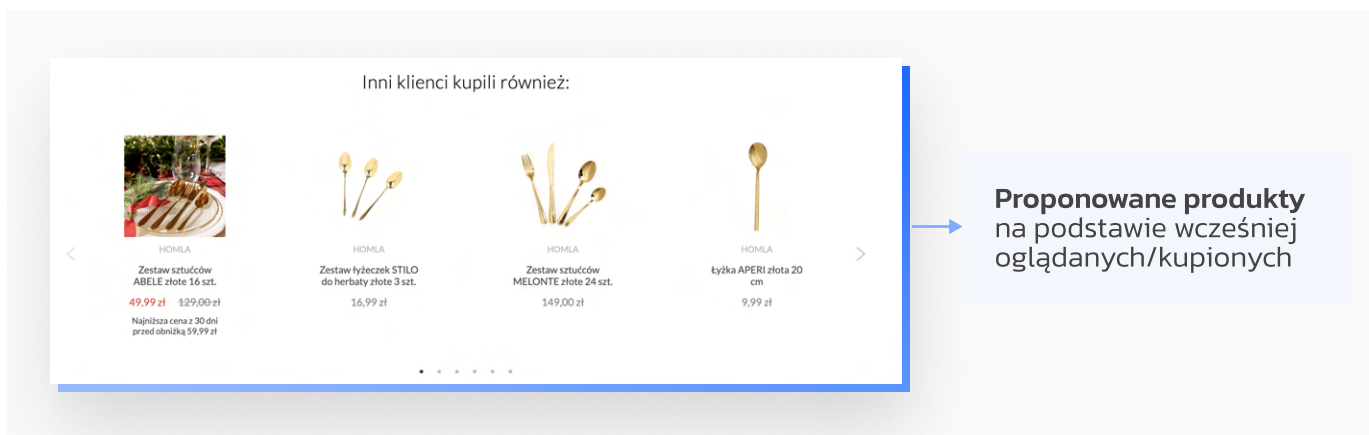 Inni klienci kupili również:
HOMLA
Zestaw sztućców
ABELE złote 16 szt.
49,99 zł 129,00 zł
Najniższa cena z 30 dni
przed obniżką 59,99 zł
HOMLA
Zestaw łyżeczek STILO
do herbaty złote 3 szt.
16,99 zł
HOMLA
Zestaw sztućców
MELONTE złote 24 szt.
149,00 zł
HOMLA
Łyżka APERI złota 20
cm
9,99 zł
Proponowane produkty
na podstawie wcześniej
oglądanych/kupionych